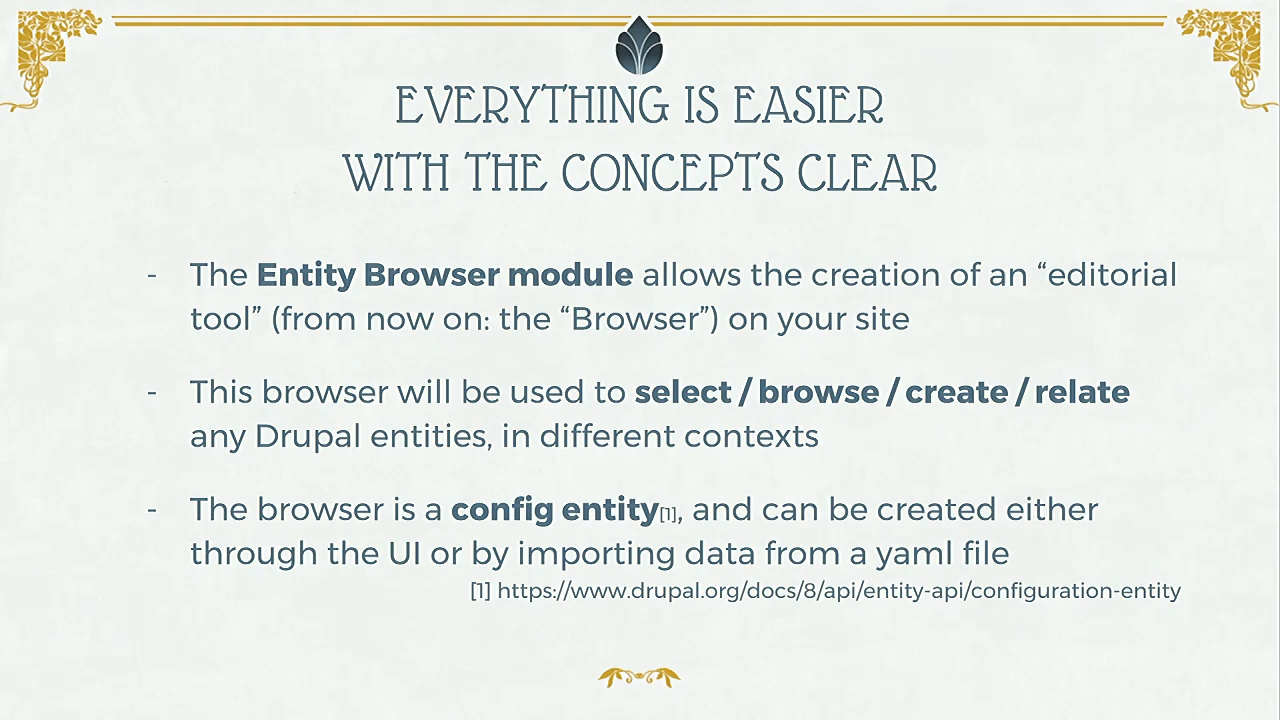 EVERYTHING IS EASIER
WITH THE CONCEPTS CLEAR
- The Entity Browser module allows the creation of an “editorial
tool” (from now on: the “Browser”) on your site
- This browser will be used to select / browse / create / relate
any Drupal entities, in different contexts
- The browser is a config entity[1], and can be created either
through the UI or by importing data from a yaml file
[1] https://www.drupal.org/docs/8/api/entity-api/configuration-entity